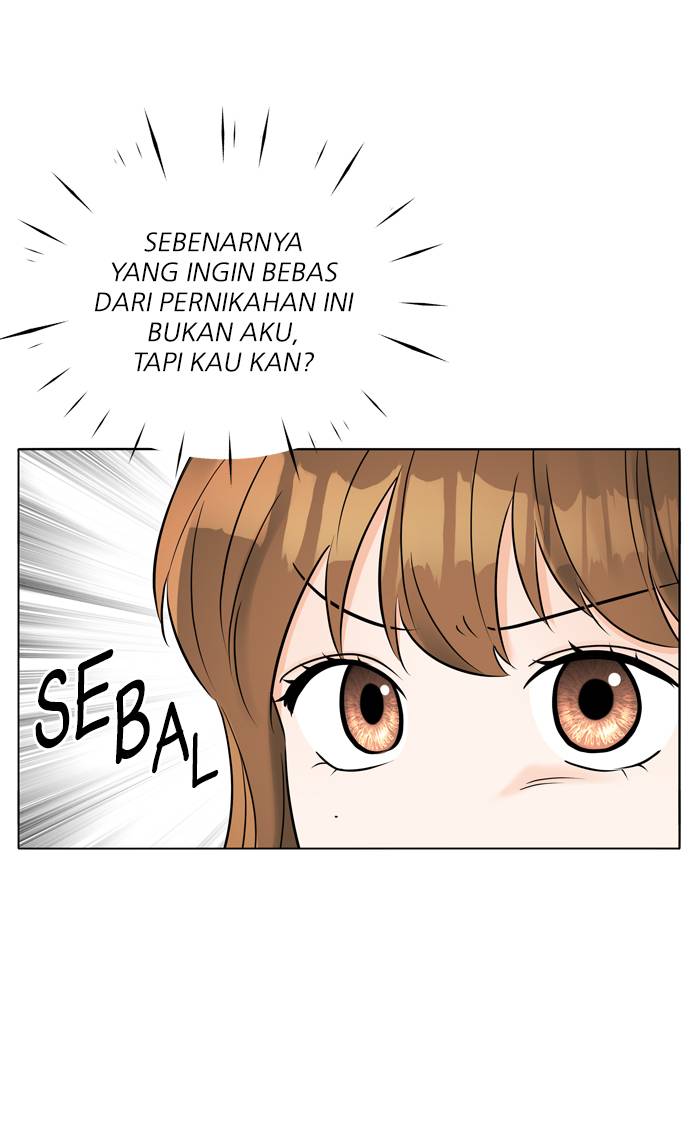 SEBENARNYA
YANG INGIN BEBAS
DARI PERNIKAHAN INI
BUKAN AKU,
TAPI KAU KAN?
SEBAL